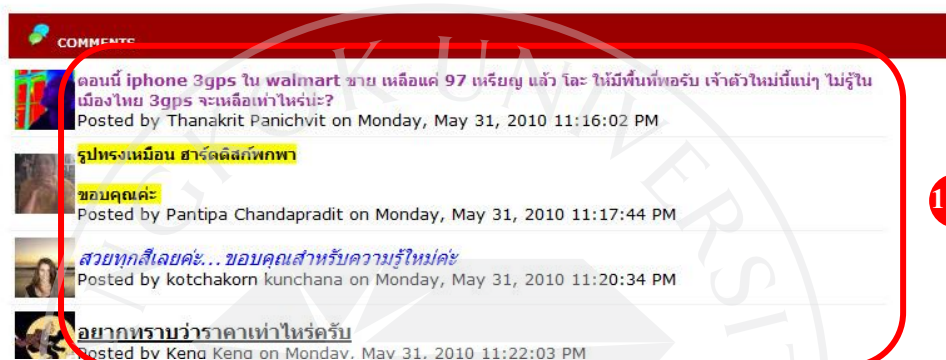 COMMENTS
ตอนนี้ iphone 3gps ใน walmart ขาย เหลือแค่ 97 เหรียญ แล้ว โละ ให้มีพื้นที่พอรับ เจ้าตัวใหม่นี้แน่ๆ ไม่รู้ใน
เมืองไทย 3gps จะเหลือเท่าไหร่น่ะ?
Posted by Thanakrit Panichvit on Monday, May 31, 2010 11:16:02 PM
รูปทรงเหมือน ฮาร์ดดิสก์พกพา
ขอบคุณค่ะ
Posted by Pantipa Chandapradit on Monday, May 31, 2010 11:17:44 PM
1
สวยทุกสีเลยค่ะ...ขอบคุณสำหรับความรู้ใหม่ค่ะ
Posted by kotchakorn kunchana on Monday, May 31, 2010 11:20:34 PM
อยากทราบว่าราคาเท่าไหร่ครับ
Posted by Keng Keng on Monday, May 31, 2010 11:22:03 PM